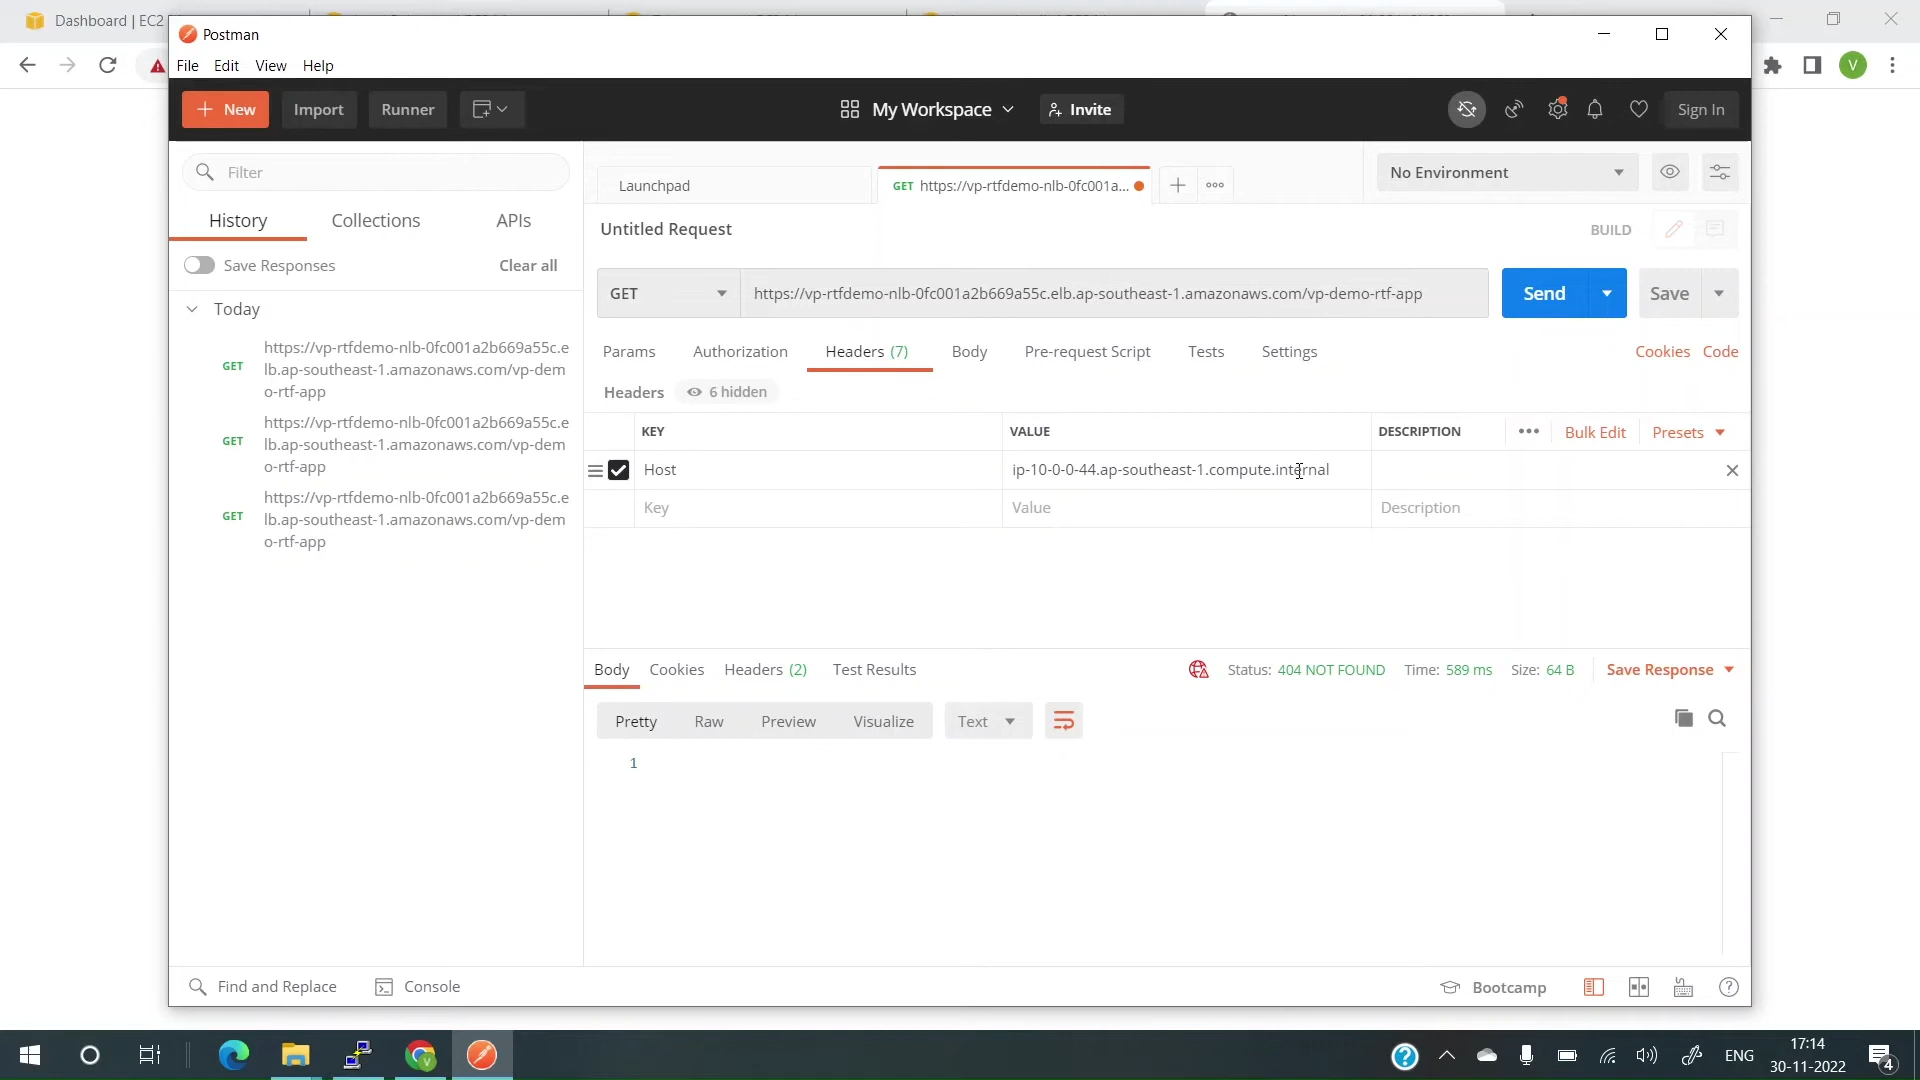 Dashboard | EC2
Postman
File Edit View Help
New Import Runner My Workspace Invite Sign In
Filter
History Collections APIs
Save Responses Clear all
Today
GET https://vp-rtfdemo-nlb-0fc001a2b669a55c.e
lb.ap-southeast-1.amazonaws.com/vp-dem
o-rtf-app
GET https://vp-rtfdemo-nlb-0fc001a2b669a55c.e
lb.ap-southeast-1.amazonaws.com/vp-dem
o-rtf-app
GET https://vp-rtfdemo-nlb-0fc001a2b669a55c.e
lb.ap-southeast-1.amazonaws.com/vp-dem
o-rtf-app
Launchpad GET https://vp-rtfdemo-nlb-0fc001a... No Environment
Untitled Request BUILD
GET https://vp-rtfdemo-nlb-0fc001a2b669a55c.elb.ap-southeast-1.amazonaws.com/vp-demo-rtf-app Send Save
Params Authorization Headers (7) Body Pre-request Script Tests Settings Cookies Code
Headers 6 hidden
KEY VALUE DESCRIPTION Bulk Edit Presets
Host ip-10-0-0-44.ap-southeast-1.compute.internal
Key Value Description
Body Cookies Headers (2) Test Results Status: 404 NOT FOUND Time: 589 ms Size: 64 B Save Response
Pretty Raw Preview Visualize Text
1
Find and Replace Console Bootcamp
V
ENG
17:14
30-11-2022
4